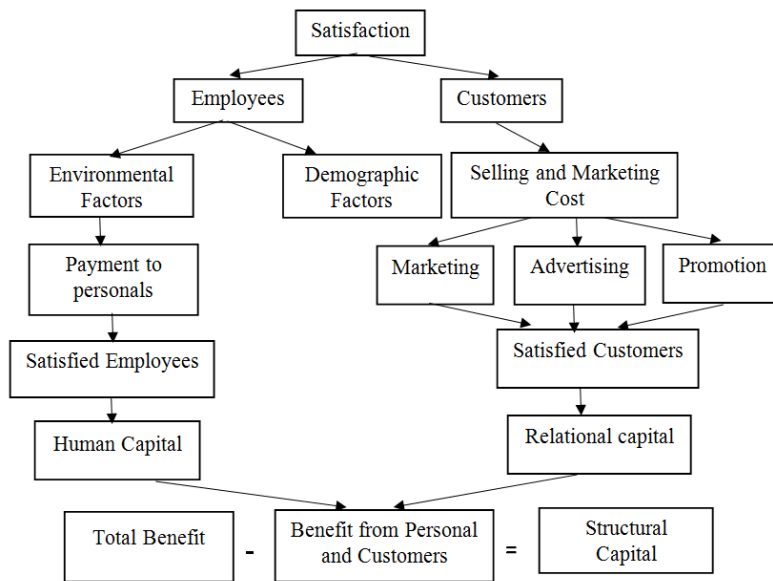 Satisfaction
Employees
Customers
Environmental
Factors
Demographic
Factors
Selling and Marketing
Cost
Payment to
personals
Marketing
Advertising
Promotion
Satisfied Employees
Satisfied Customers
Human Capital
Relational capital
Total Benefit
-
Benefit from Personal
and Customers
=
Structural
Capital